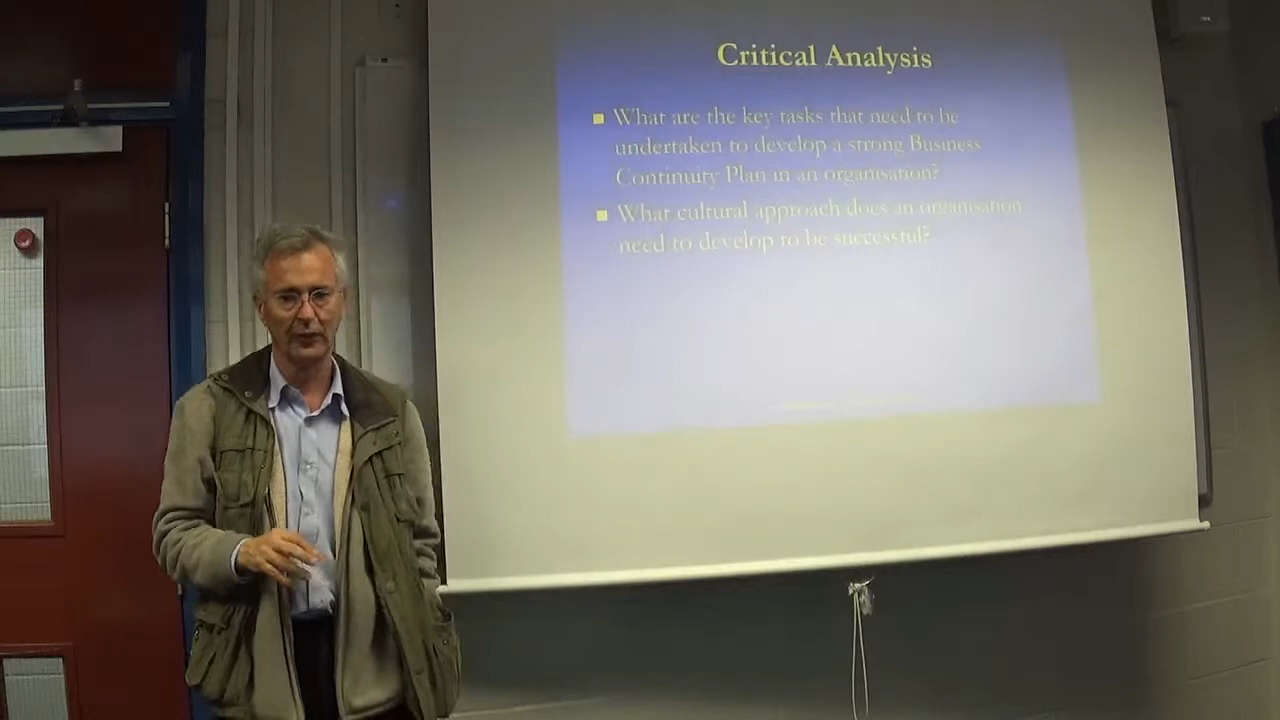 Critical Analysis
What are the key tasks that need to be
undertaken to develop a strong Business
Continuity Plan in an organisation?
What cultural approach does an organisation
need to develop to be successful?